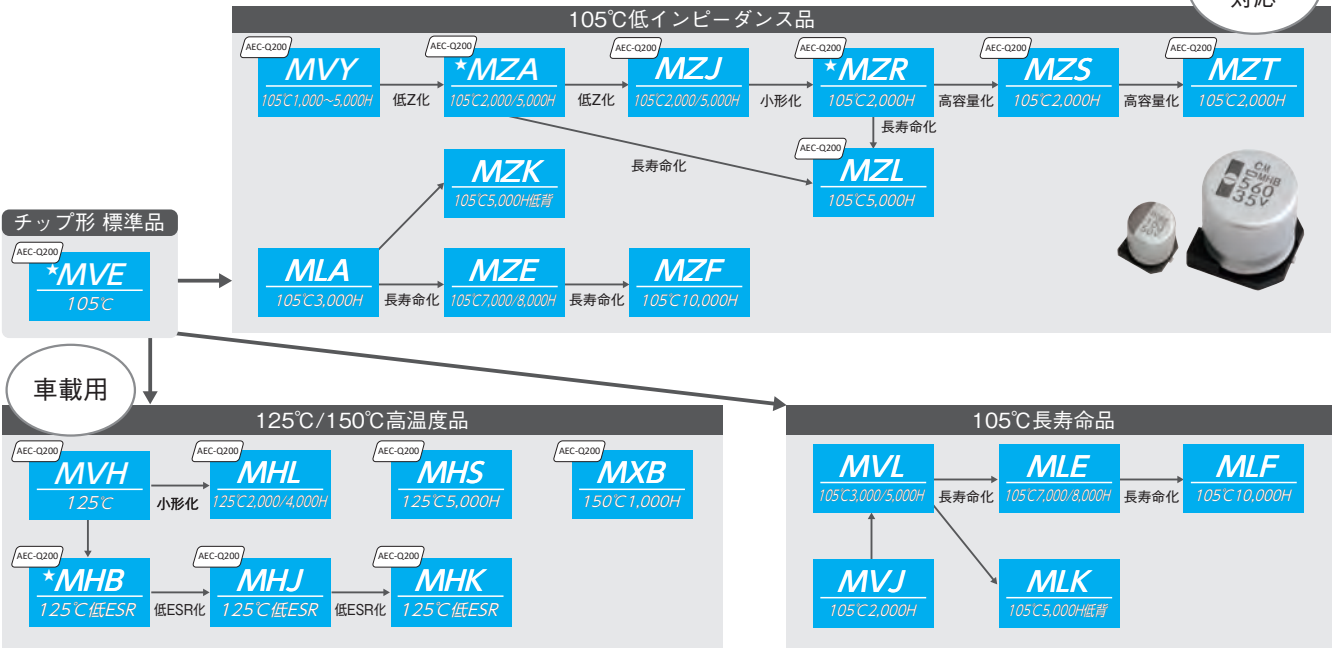 対応
105℃低インピーダンス品
AEC-Q200
MVY
105℃1,000～5,000H
低Z化
AEC-Q200
★MZA
105℃2,000/5,000H
低Z化
AEC-Q200
MZJ
105℃2,000/5,000H
小形化
AEC-Q200
★MZR
105℃2,000H
高容量化
AEC-Q200
MZS
105℃2,000H
高容量化
AEC-Q200
MZT
105℃2,000H
長寿命化
長寿命化
MZK
105℃5,000H低背
AEC-Q200
MZL
105℃5,000H
CM
MHB
560
35V
チップ形 標準品
AEC-Q200
★MVE
105℃
MLA
105℃3,000H
長寿命化
MZE
105℃7,000/8,000H
長寿命化
MZF
105℃10,000H
車載用
125℃/150℃高温度品
AEC-Q200
MVH
125℃
小形化
AEC-Q200
MHL
125℃2,000/4,000H
AEC-Q200
MHS
125℃5,000H
AEC-Q200
MXB
150℃1,000H
AEC-Q200
★MHB
125℃低ESR
低ESR化
AEC-Q200
MHJ
125℃低ESR
低ESR化
AEC-Q200
MHK
125℃低ESR
105℃長寿命品
MVL
105℃3,000/5,000H
長寿命化
MLE
105℃7,000/8,000H
長寿命化
MLF
105℃10,000H
MVJ
105℃2,000H
MLK
105℃5,000H低背